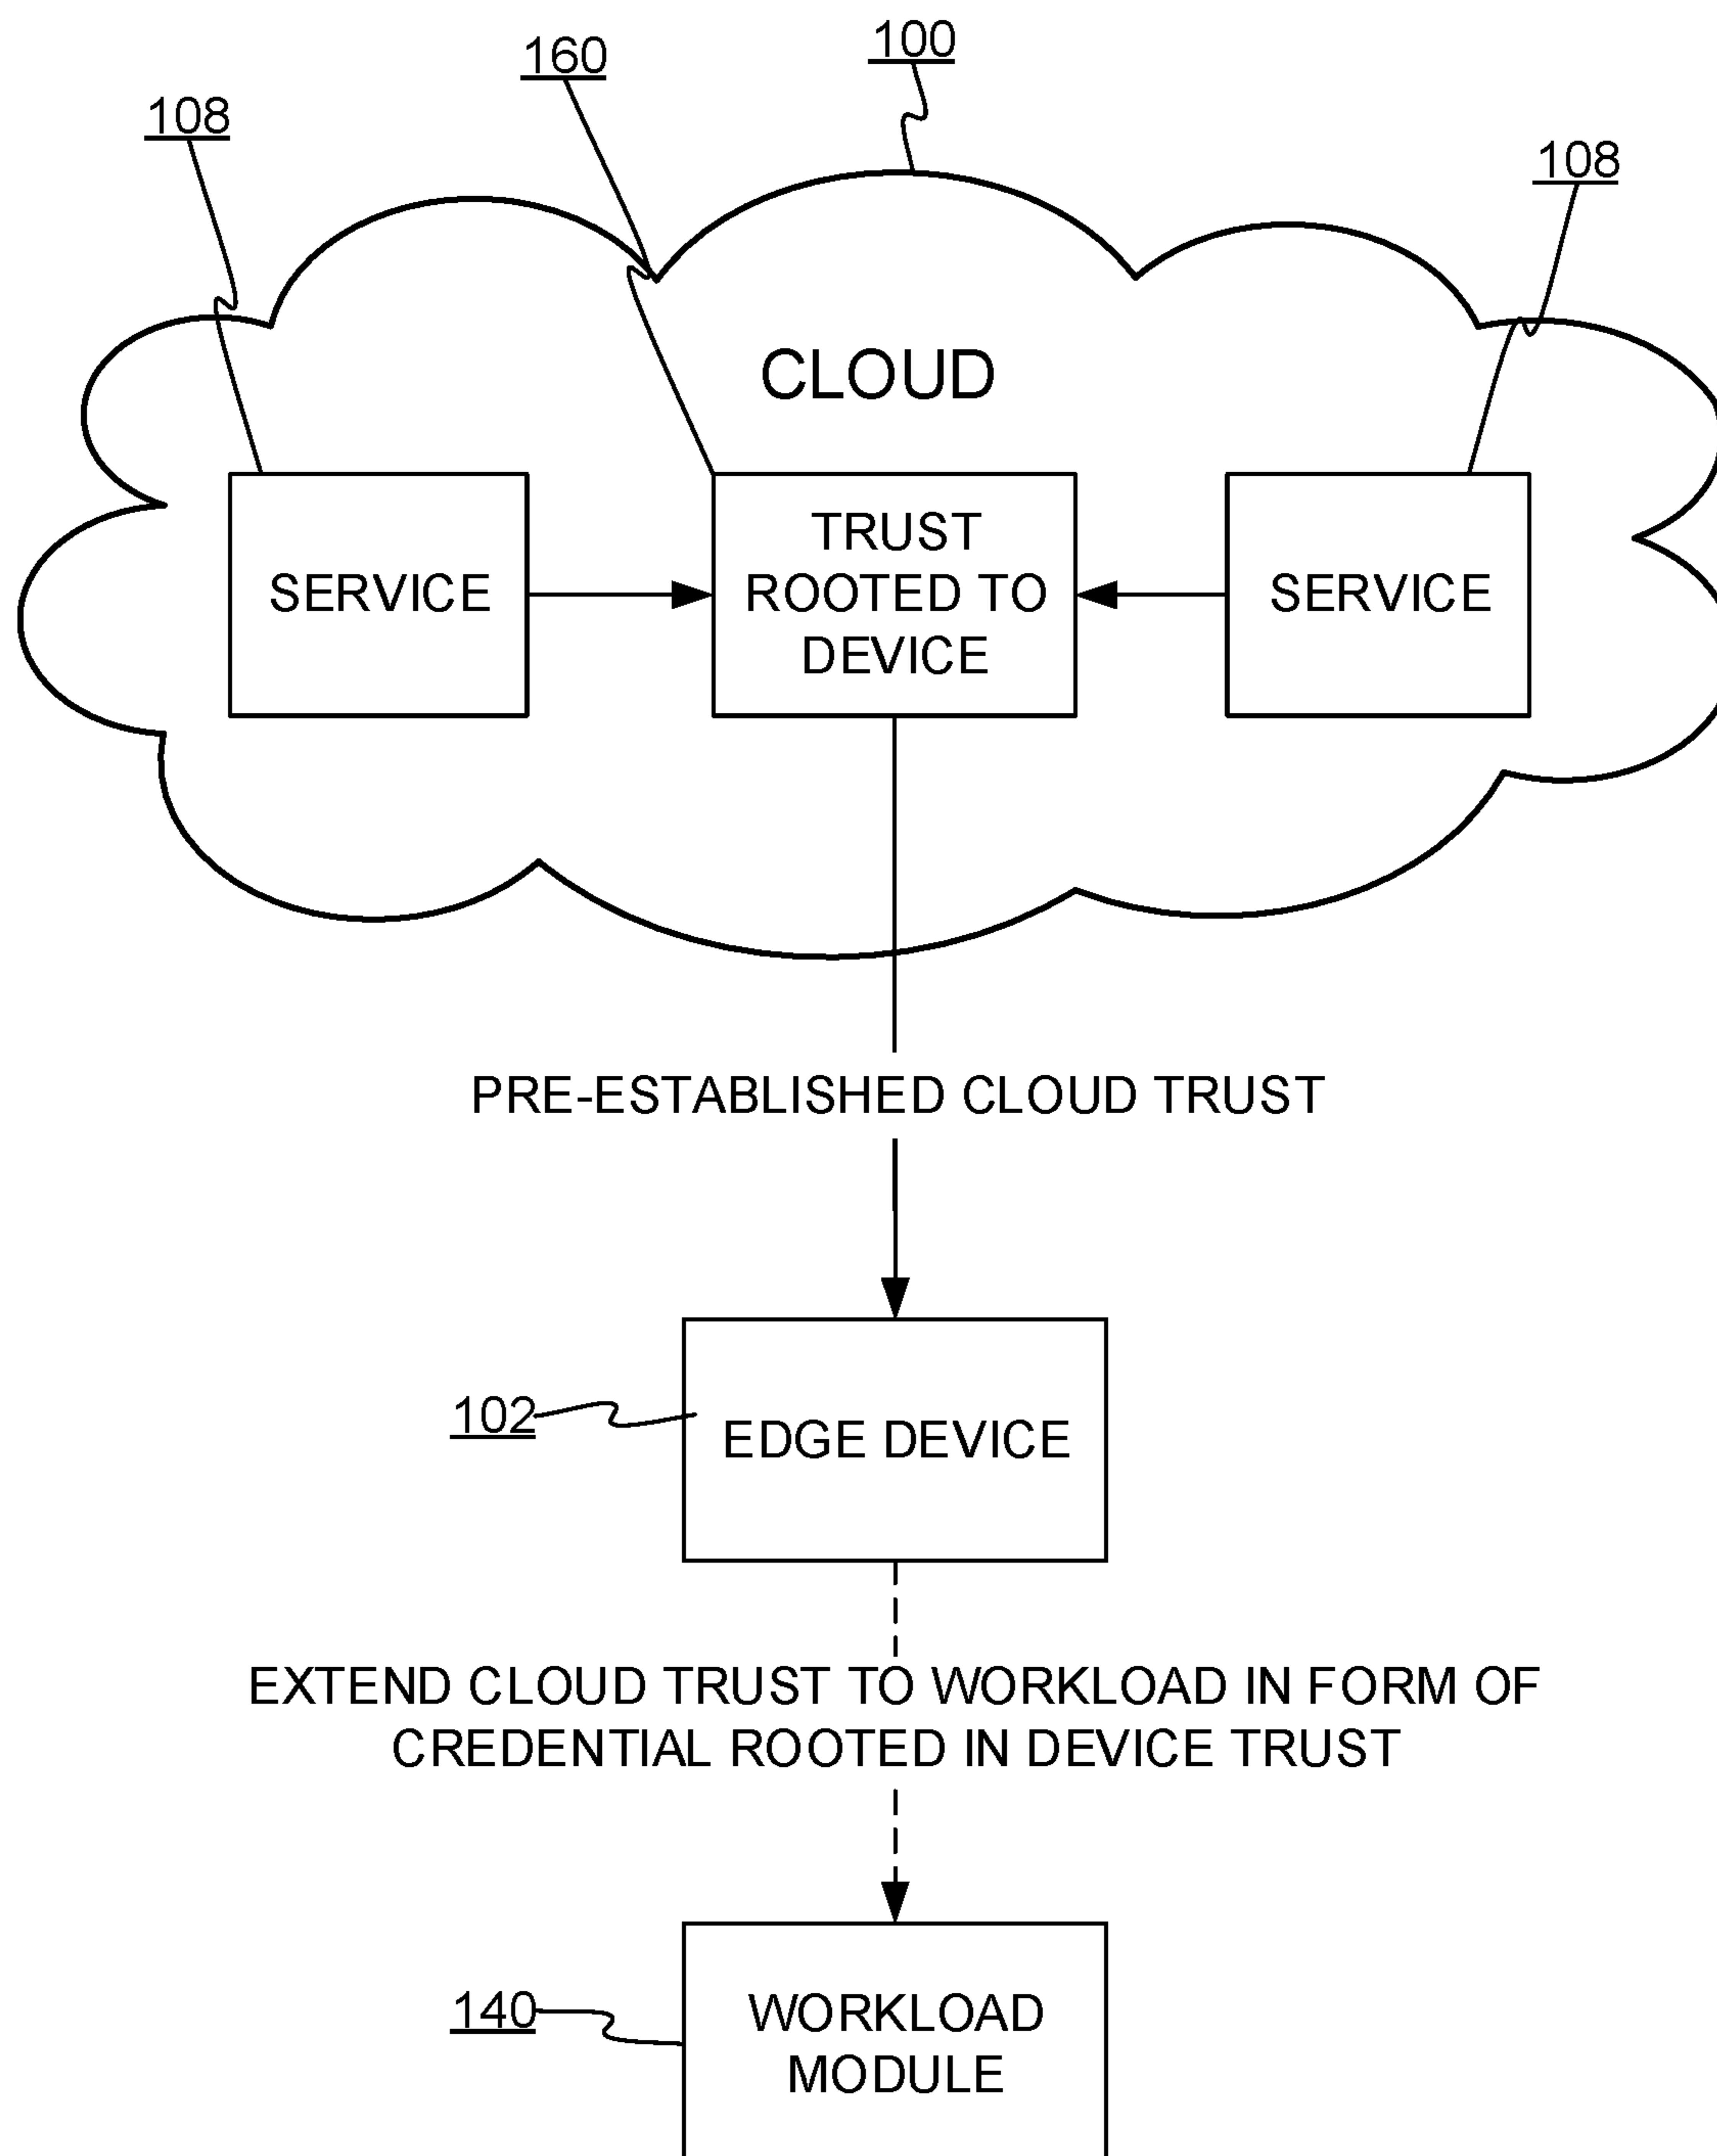 100
160
108
108
CLOUD
SERVICE
TRUST
ROOTED TO
DEVICE
SERVICE
PRE-ESTABLISHED CLOUD TRUST
102
EDGE DEVICE
EXTEND CLOUD TRUST TO WORKLOAD IN FORM OF
CREDENTIAL ROOTED IN DEVICE TRUST
140
WORKLOAD
MODULE